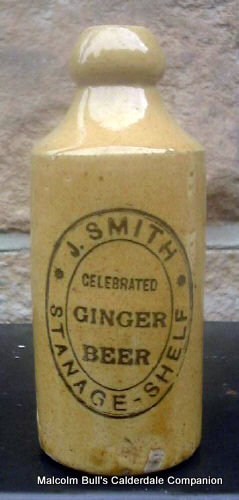 J. SMITH
CELEBRATED
GINGER
BEER
STANAGE-SHELF
Malcolm Bull's Calderdale Companion